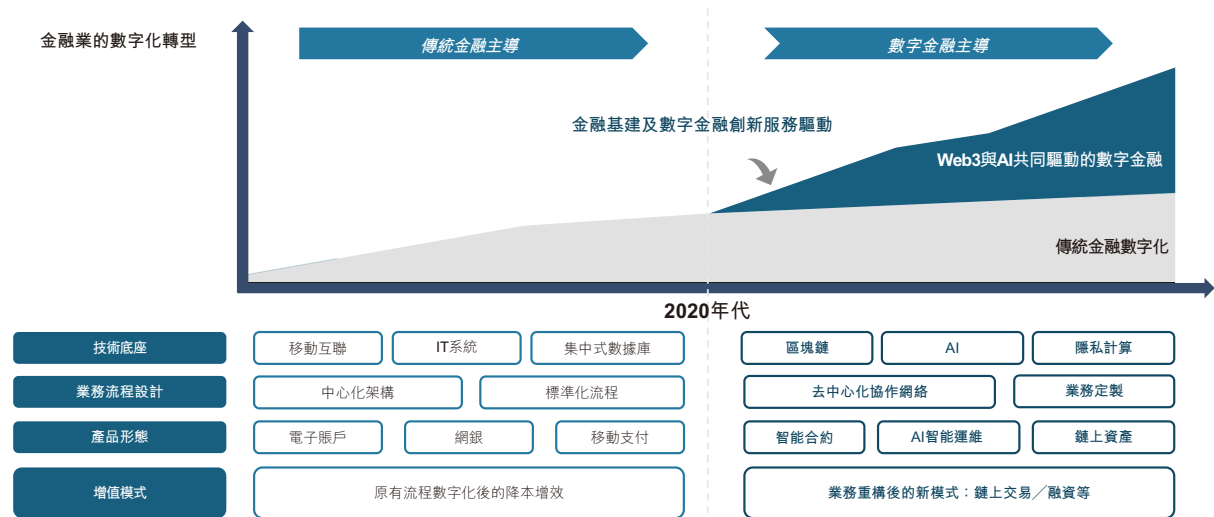 金融業的數字化轉型
傳統金融主導
數字金融主導
金融基建及數字金融創新服務驅動
Web3與AI共同驅動的數字金融
傳統金融數字化
2020年代
技術底座
移動互聯
IT系統
集中式數據庫
區塊鏈
AI
隱私計算
業務流程設計
中心化架構
標準化流程
去中心化協作網絡
業務定製
產品形態
電子賬戶
網銀
移動支付
智能合約
AI智能運維
鏈上資產
增值模式
原有流程數字化後的降本增效
業務重構後的新模式：鏈上交易／融資等